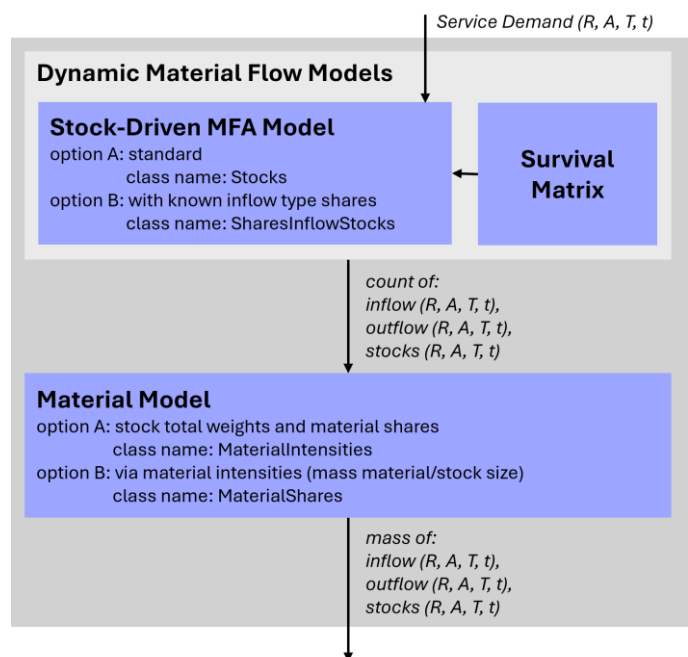 Service Demand (R, A, T, t)
Dynamic Material Flow Models
Stock-Driven MFA Model
option A: standard
class name: Stocks
option B: with known inflow type shares
class name: SharesInflowStocks
Survival
Matrix
count of:
inflow (R, A, T, t),
outflow (R, A, T, t),
stocks (R, A, T, t)
Material Model
option A: stock total weights and material shares
class name: MaterialIntensities
option B: via material intensities (mass material/stock size)
class name: MaterialShares
mass of:
inflow (R, A, T, t),
outflow (R, A, T, t),
stocks (R, A, T, t)